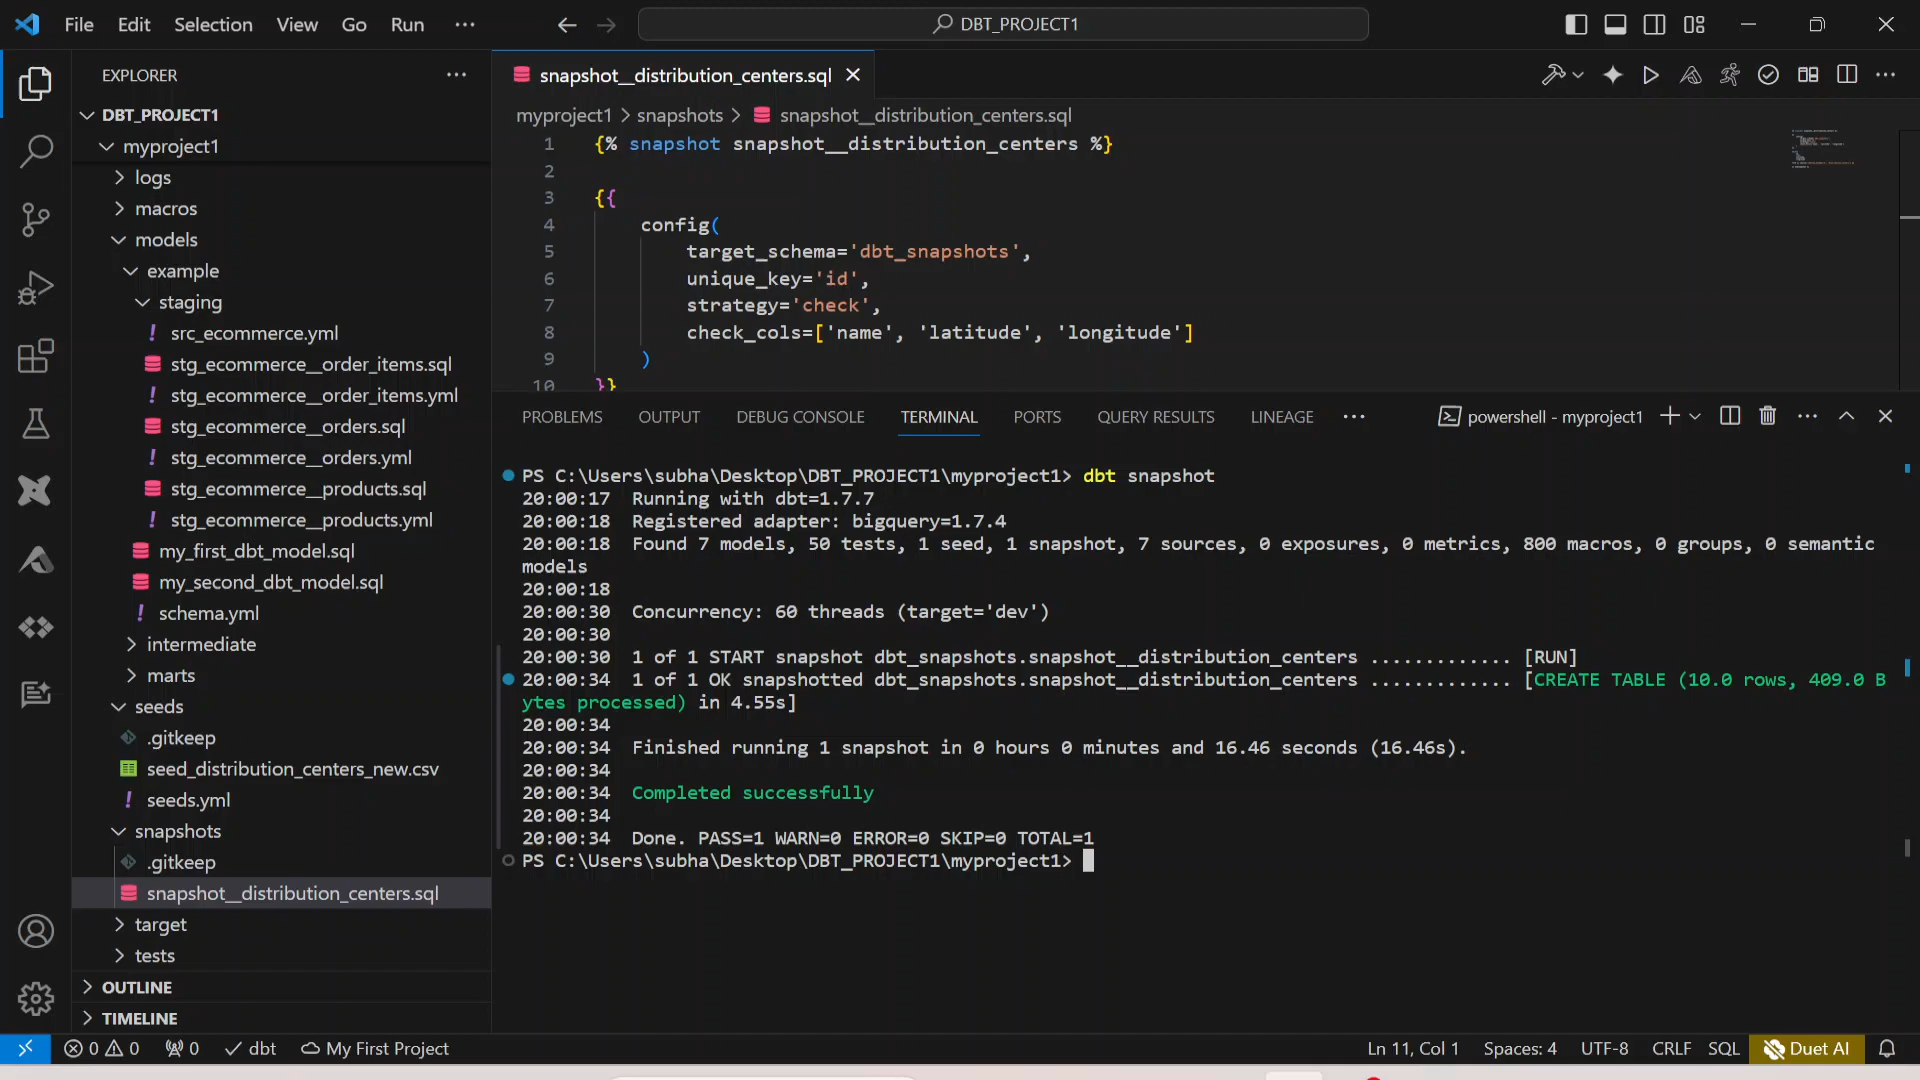 File Edit Selection View Go Run ···
DBT_PROJECT1
EXPLORER
DBT_PROJECT1
myproject1
logs
macros
models
example
staging
src_ecommerce.yml
stg_ecommerce__order_items.sql
stg_ecommerce__order_items.yml
stg_ecommerce__orders.sql
stg_ecommerce__orders.yml
stg_ecommerce__products.sql
stg_ecommerce__products.yml
my_first_dbt_model.sql
my_second_dbt_model.sql
schema.yml
intermediate
marts
seeds
.gitkeep
seed_distribution_centers_new.csv
seeds.yml
snapshots
.gitkeep
snapshot__distribution_centers.sql
target
tests
OUTLINE
TIMELINE
snapshot__distribution_centers.sql
myproject1 > snapshots > snapshot__distribution_centers.sql
1 {% snapshot snapshot__distribution_centers %}
2
3 {{
4 config(
5 target_schema='dbt_snapshots',
6 unique_key='id',
7 strategy='check',
8 check_cols=['name', 'latitude', 'longitude']
9 )
10 }}
PROBLEMS OUTPUT DEBUG CONSOLE TERMINAL PORTS QUERY RESULTS LINEAGE ··· powershell - myproject1
PS C:\Users\subha\Desktop\DBT_PROJECT1\myproject1> dbt snapshot
20:00:17 Running with dbt=1.7.7
20:00:18 Registered adapter: bigquery=1.7.4
20:00:18 Found 7 models, 50 tests, 1 seed, 1 snapshot, 7 sources, 0 exposures, 0 metrics, 800 macros, 0 groups, 0 semantic
models
20:00:18
20:00:30 Concurrency: 60 threads (target='dev')
20:00:30
20:00:30 1 of 1 START snapshot dbt_snapshots.snapshot__distribution_centers ............. [RUN]
20:00:34 1 of 1 OK snapshotted dbt_snapshots.snapshot__distribution_centers ............. [CREATE TABLE (10.0 rows, 409.0 B
ytes processed) in 4.55s]
20:00:34
20:00:34 Finished running 1 snapshot in 0 hours 0 minutes and 16.46 seconds (16.46s).
20:00:34
20:00:34 Completed successfully
20:00:34
20:00:34 Done. PASS=1 WARN=0 ERROR=0 SKIP=0 TOTAL=1
PS C:\Users\subha\Desktop\DBT_PROJECT1\myproject1>
0 0 0 dbt My First Project Ln 11, Col 1 Spaces: 4 UTF-8 CRLF SQL Duet AI